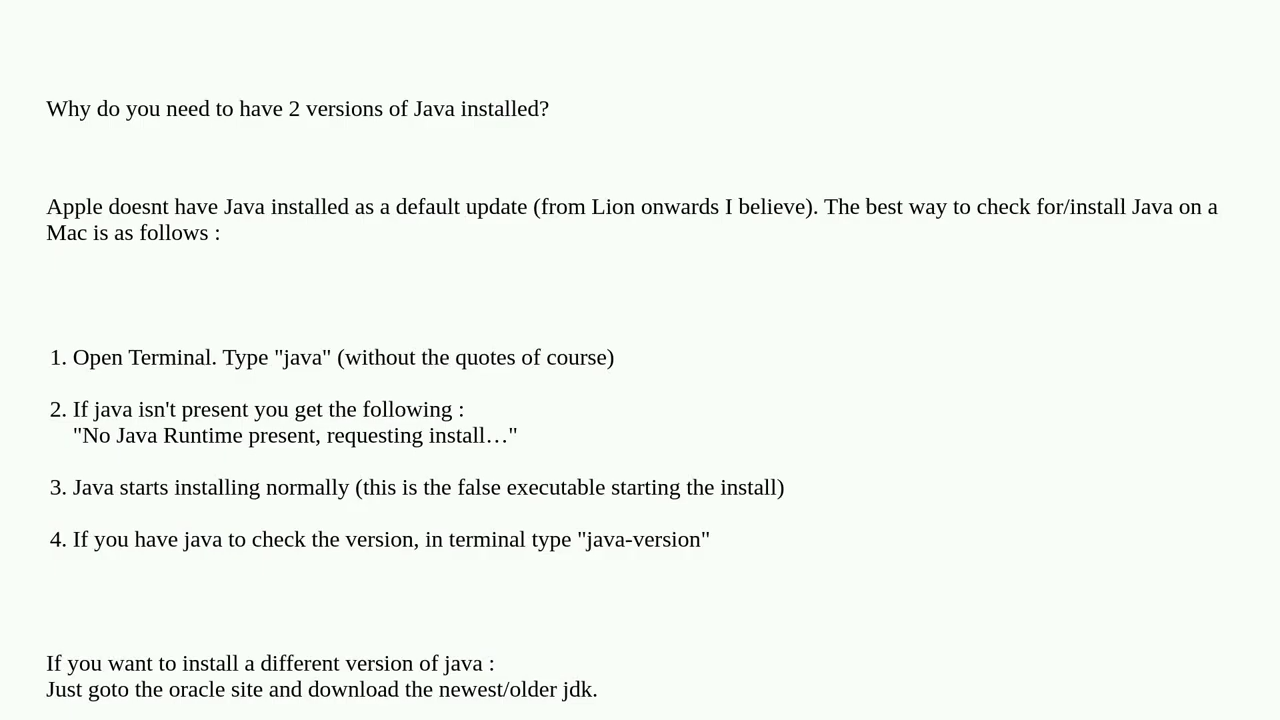 Why do you need to have 2 versions of Java installed?
Apple doesnt have Java installed as a default update (from Lion onwards I believe). The best way to check for/install Java on a
Mac is as follows :
1. Open Terminal. Type "java" (without the quotes of course)
2. If java isn't present you get the following :
"No Java Runtime present, requesting install…"
3. Java starts installing normally (this is the false executable starting the install)
4. If you have java to check the version, in terminal type "java-version"
If you want to install a different version of java :
Just goto the oracle site and download the newest/older jdk.